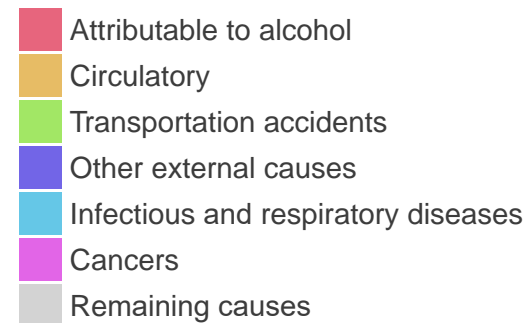 Attributable to alcohol
Circulatory
Transportation accidents
Other external causes
Infectious and respiratory diseases
Cancers
Remaining causes